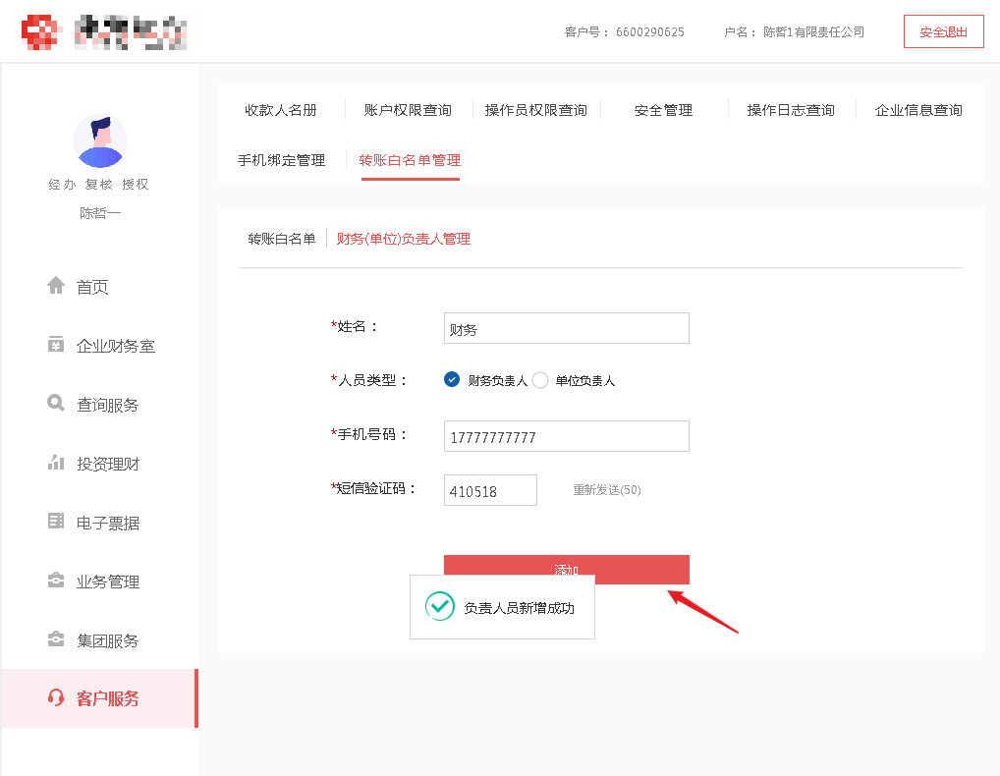 客户号： 6600290625 户名： 陈哲1有限责任公司 安全退出
收款人名册 账户权限查询 操作员权限查询 安全管理 操作日志查询 企业信息查询
手机绑定管理 转账白名单管理
经办 复核 授权
陈哲一
首页
企业财务室
查询服务
投资理财
电子票据
业务管理
集团服务
客户服务
转账白名单 财务(单位)负责人管理
*姓名： 财务
*人员类型： 财务负责人 单位负责人
*手机号码： 17777777777
*短信验证码： 410518 重新发送(50)
添加
负责人员新增成功